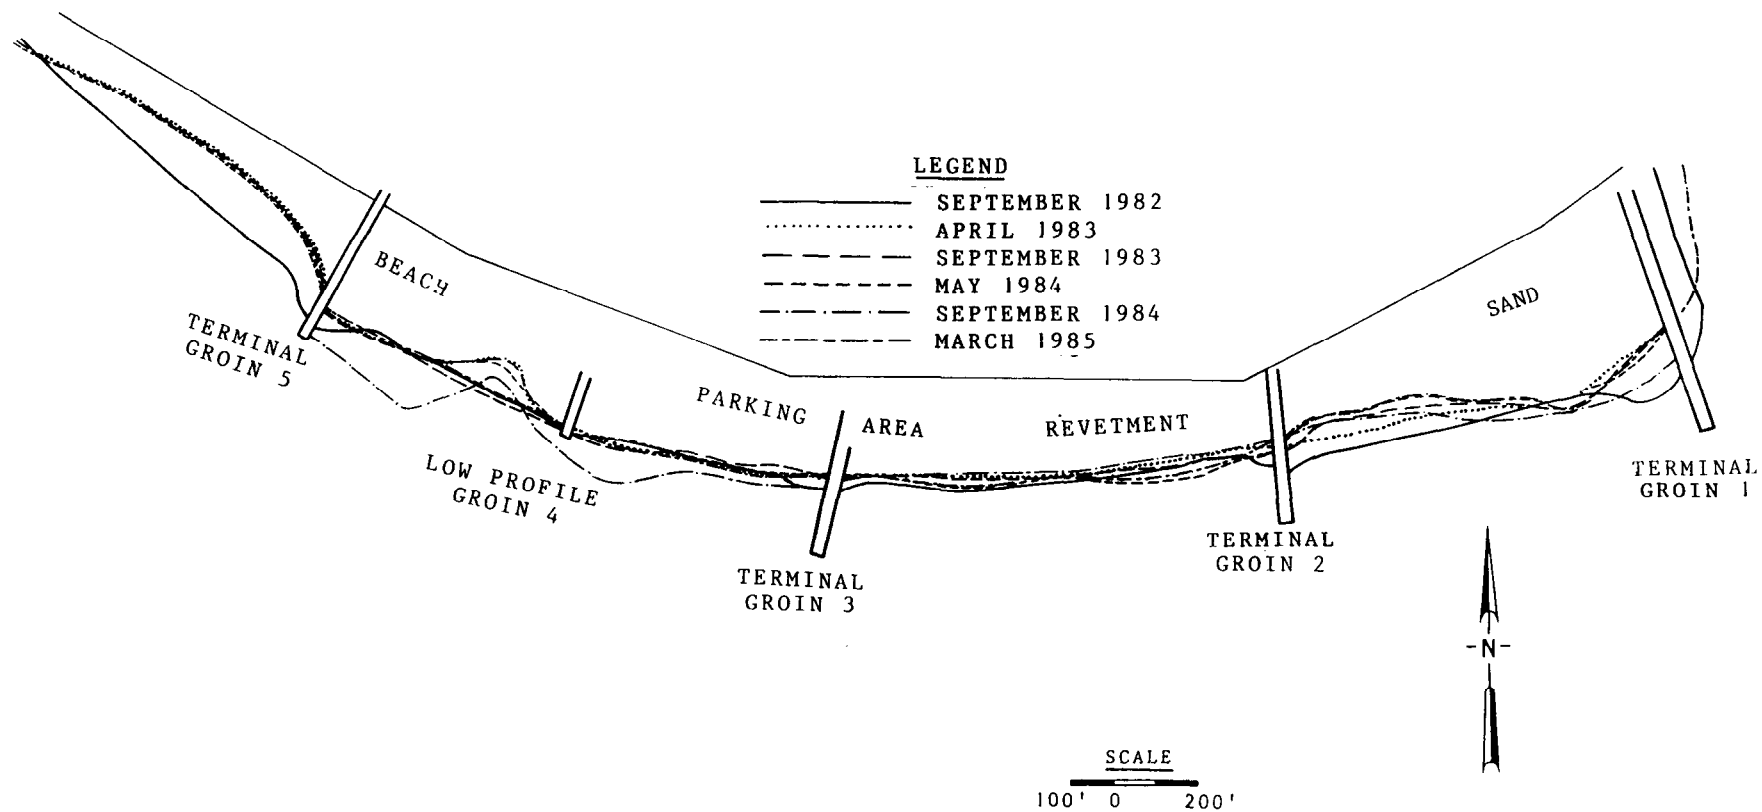 LEGEND
SEPTEMBER 1982
APRIL 1983
SEPTEMBER 1983
MAY 1984
SEPTEMBER 1984
MARCH 1985
BEACH
PARKING
AREA
REVETMENT
SAND
TERMINAL
GROIN 5
LOW PROFILE
GROIN 4
TERMINAL
GROIN 3
TERMINAL
GROIN 2
TERMINAL
GROIN 1
-N-
SCALE
100' 0 200'